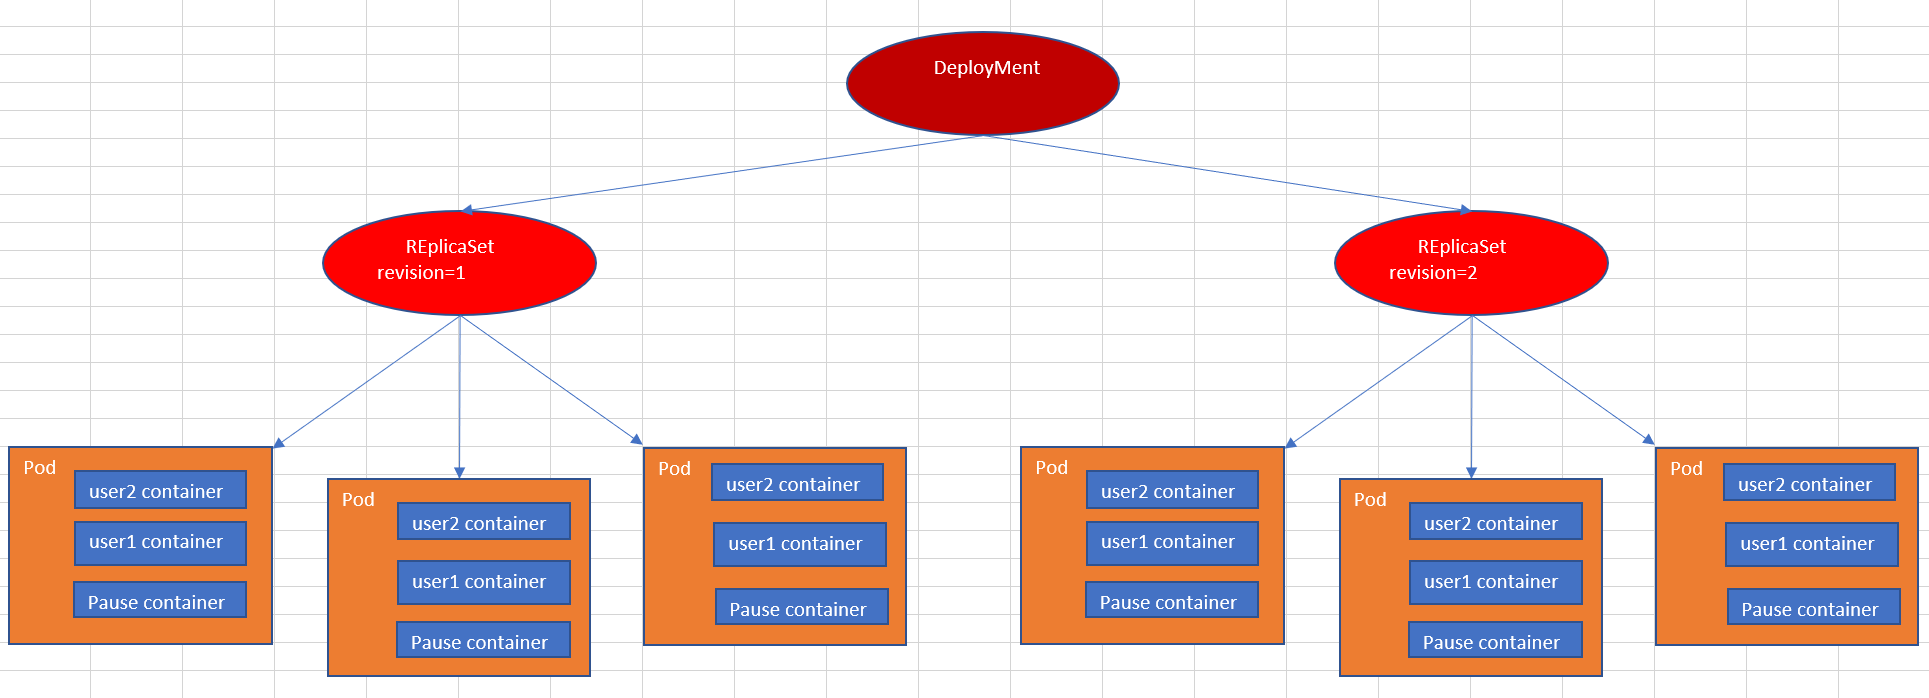 DeployMent
REplicaSet
revision=1
REplicaSet
revision=2
Pod
user2 container
user1 container
Pause container
Pod
user2 container
user1 container
Pause container
Pod
user2 container
user1 container
Pause container
Pod
user2 container
user1 container
Pause container
Pod
user2 container
user1 container
Pause container
Pod
user2 container
user1 container
Pause container